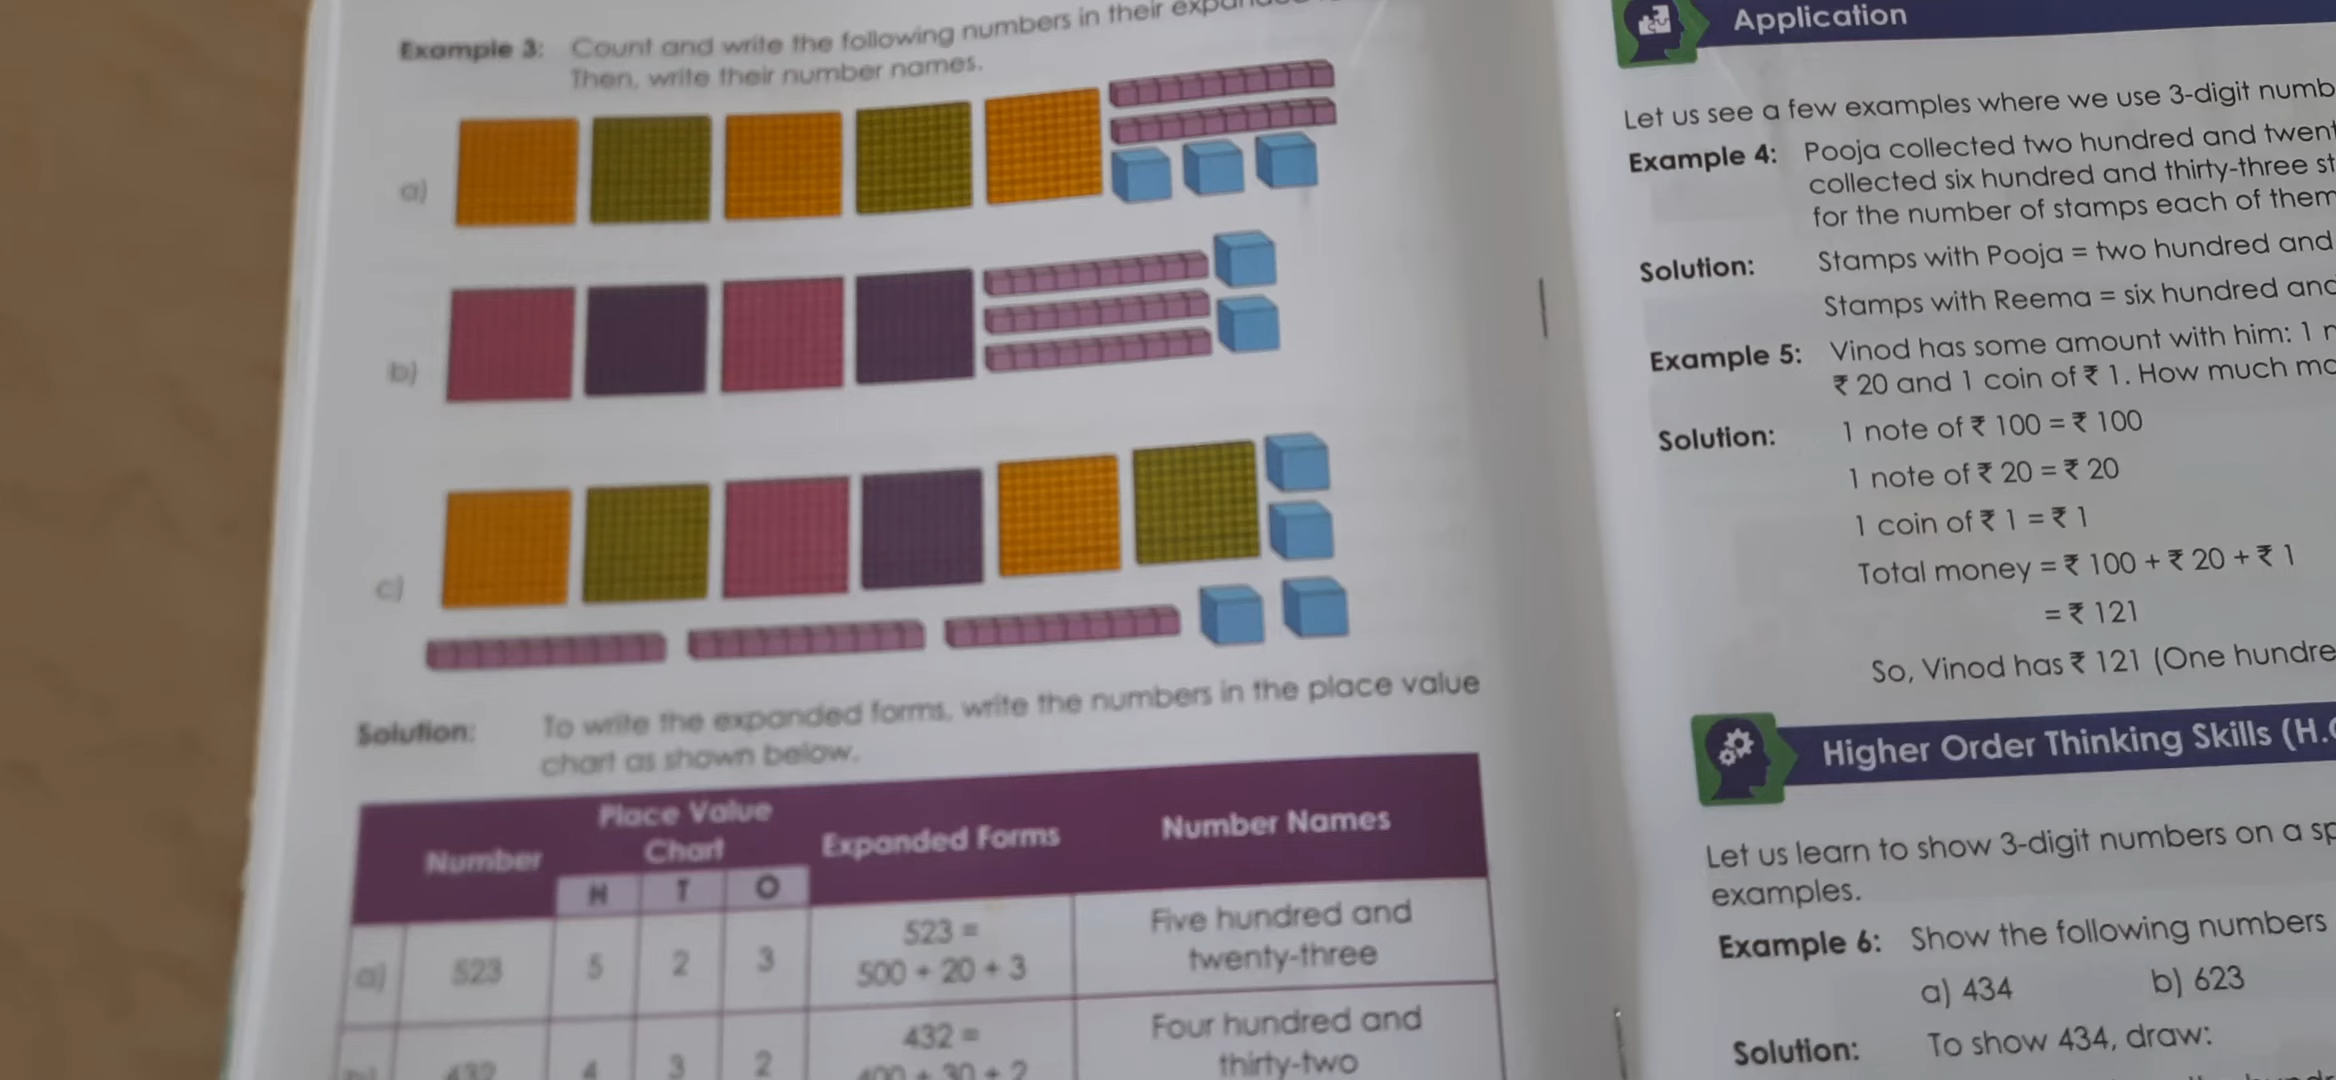 Example 3: Count and write the following numbers in their
Then, write their number names.
a)
b)
c)
Solution: To write the expanded forms, write the numbers in the place value
chart as shown below.
Number Place Value Chart Expanded Forms Number Names
H T O
a) 523 5 2 3 523 = Five hundred and
500 + 20 + 3 twenty-three
b) 432 4 3 2 432 = Four hundred and
400 + 30 + 2 thirty-two
Application
Let us see a few examples where we use 3-digit
Example 4: Pooja collected two hundred and
collected six hundred and thirty-three
for the number of stamps each of them
Solution: Stamps with Pooja = two hundred and
Stamps with Reema = six hundred and
Example 5: Vinod has some amount with him: 1
₹ 20 and 1 coin of ₹ 1. How much
Solution: 1 note of ₹ 100 = ₹ 100
1 note of ₹ 20 = ₹ 20
1 coin of ₹ 1 = ₹ 1
Total money = ₹ 100 + ₹ 20 + ₹ 1
= ₹ 121
So, Vinod has ₹ 121 (One
Higher Order Thinking Skills
Let us learn to show 3-digit numbers on a
examples.
Example 6: Show the following numbers
a) 434 b) 623
Solution: To show 434, draw: